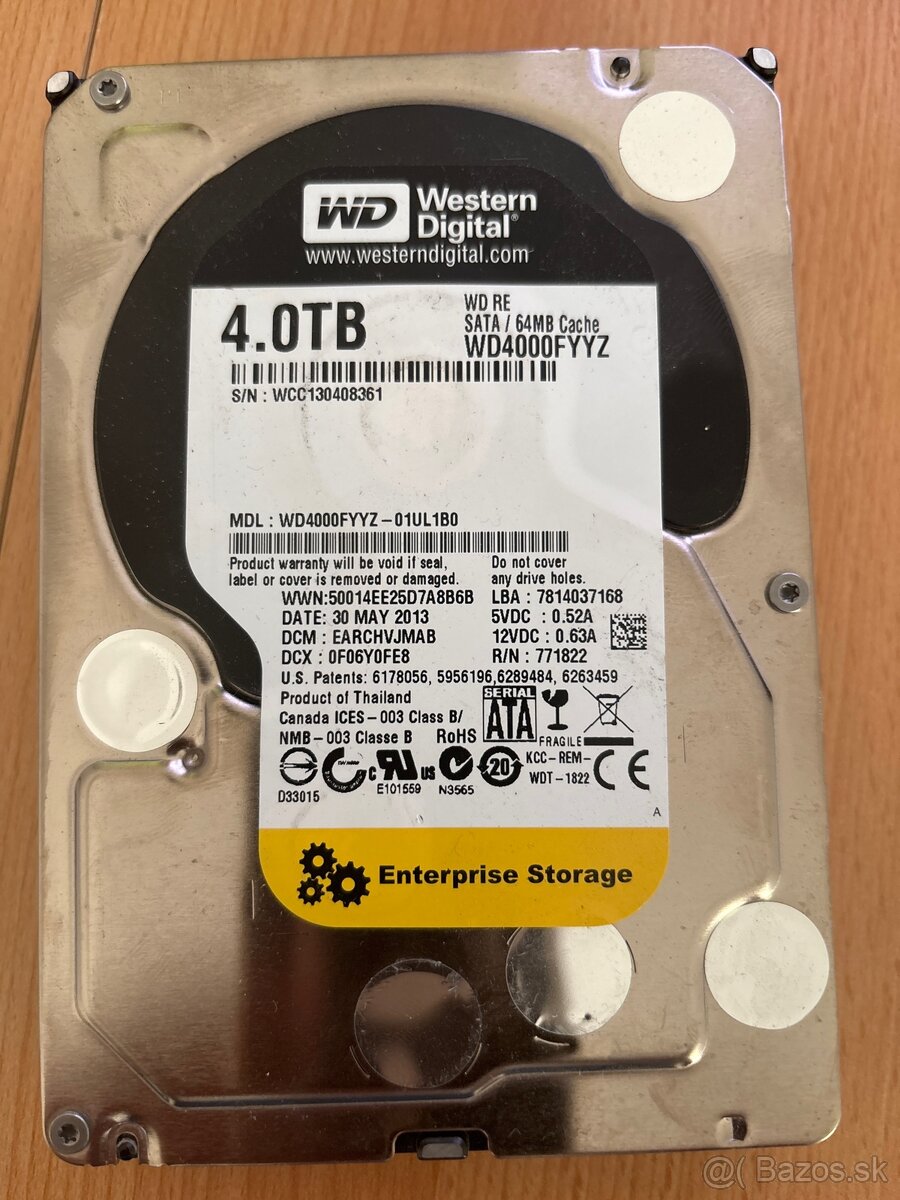 WD Western Digital®
www.westerndigital.com
4.0TB
WD RE
SATA / 64MB Cache
WD4000FYYZ
S/N : WCC130408361
MDL : WD4000FYYZ-01UL1B0
Product warranty will be void if seal,
label or cover is removed or damaged.
Do not cover
any drive holes.
WWN:50014EE25D7A8B6B
DATE: 30 MAY 2013
DCM : EARCHVJMAB
DCX : 0F06Y0FE8
LBA : 7814037168
5VDC : 0.52A
12VDC : 0.63A
R/N : 771822
U.S. Patents: 6178056, 5956196,6289484, 6263459
Product of Thailand
Canada ICES-003 Class B/
NMB-003 Classe B
RoHS
SERIAL
ATA
FRAGILE
D33015
c UR US
E101559
N3565
20
KCC-REM-
WDT-1822
CE
A
Enterprise Storage
@( Bazos.sk